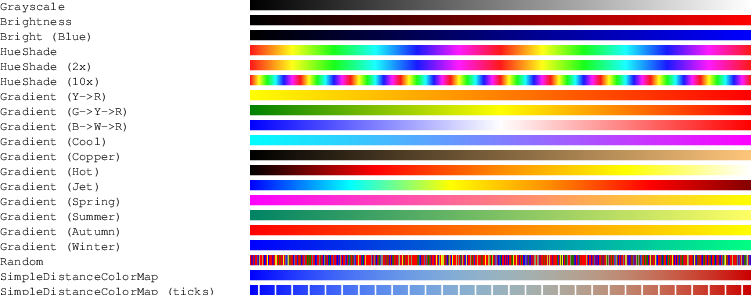 Grayscale
Brightness
Bright (Blue)
HueShade
HueShade (2x)
HueShade (10x)
Gradient (Y->R)
Gradient (G->Y->R)
Gradient (B->W->R)
Gradient (Cool)
Gradient (Copper)
Gradient (Hot)
Gradient (Jet)
Gradient (Spring)
Gradient (Summer)
Gradient (Autumn)
Gradient (Winter)
Random
SimpleDistanceColorMap
SimpleDistanceColorMap (ticks)